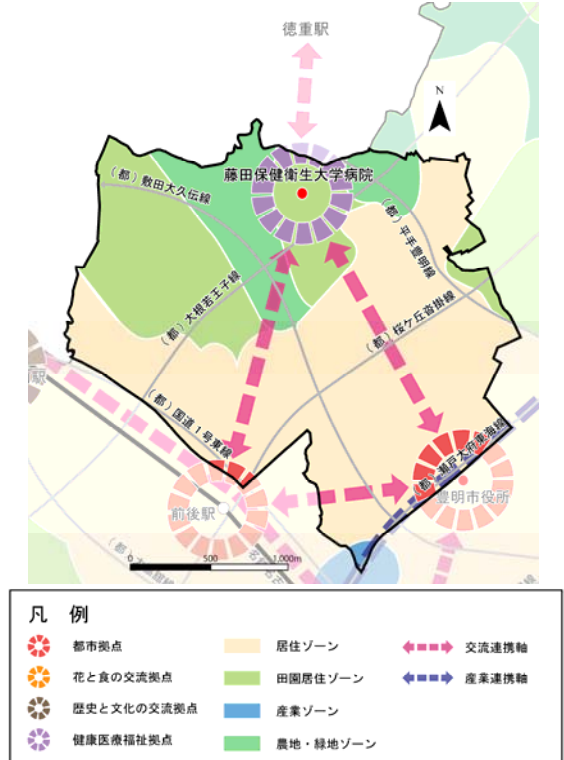 徳重駅
N
藤田保健衛生大学病院
(都)敷田大久伝線
(都)平手豊明線
(都)大根若王子線
(都)桜ケ丘沓掛線
(都)国道1号東線
(都)瀬戸大府東海線
駅
前後駅
豊明市役所
(都)
0 500 1,000m
凡 例
都市拠点
居住ゾーン
交流連携軸
花と食の交流拠点
田園居住ゾーン
産業連携軸
歴史と文化の交流拠点
産業ゾーン
健康医療福祉拠点
農地・緑地ゾーン